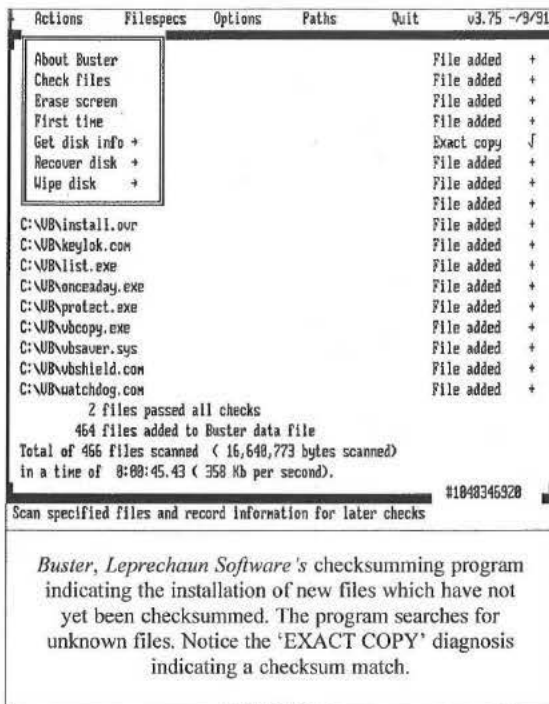 Actions Filespecs Options Paths Quit v3.75 -/9/91
About Buster File added +
Check files File added +
Erase screen File added +
First time File added +
Get disk info → Exact copy √
Recover disk → File added +
Wipe disk → File added +
File added +
C:\VB\install.ovr File added +
C:\VB\keylok.com File added +
C:\VB\list.exe File added +
C:\VB\onceaday.exe File added +
C:\VB\protect.exe File added +
C:\VB\vbcopy.exe File added +
C:\VB\vbsaver.sys File added +
C:\VB\vbshield.com File added +
C:\VB\watchdog.com File added +
2 files passed all checks
464 files added to Buster data file
Total of 466 files scanned ( 16,640,773 bytes scanned)
in a time of 0:00:45.43 ( 358 Kb per second).
#1048346920
Scan specified files and record information for later checks
Buster, Leprechaun Software's checksumming program
indicating the installation of new files which have not
yet been checksummed. The program searches for
unknown files. Notice the ‘EXACT COPY’ diagnosis
indicating a checksum match.